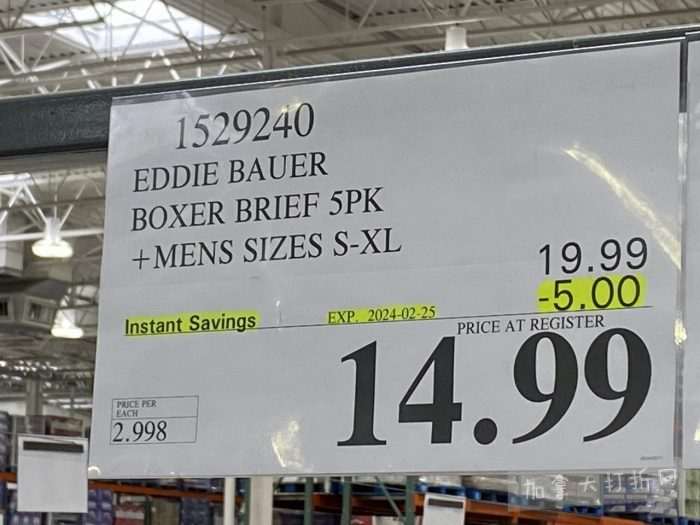 1529240
EDDIE BAUER
BOXER BRIEF 5PK
+MENS SIZES S-XL
19.99
Instant Savings EXP. 2024-02-25 -5.00
PRICE AT REGISTER
14.99
PRICE PER
EACH
2.998
加拿大打折网